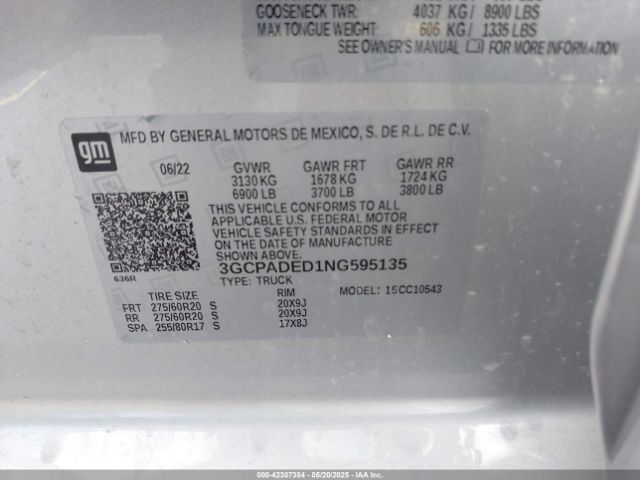 GOOSENECK TWR: 4037 KG/ 8900 LBS
MAX TONGUE WEIGHT: 606 KG/ 1335 LBS
SEE OWNER'S MANUAL FOR MORE INFORMATION
gm
MFD BY GENERAL MOTORS DE MEXICO, S. DE R.L. DE C.V.
06/22 GVWR GAWR FRT GAWR RR
3130 KG 1678 KG 1724 KG
6900 LB 3700 LB 3800 LB
THIS VEHICLE CONFORMS TO ALL
APPLICABLE U.S. FEDERAL MOTOR
VEHICLE SAFETY STANDARDS IN EFFECT
ON THE DATE OF MANUFACTURE
SHOWN ABOVE.
3GCPADED1NG595135
636R
TYPE: TRUCK
MODEL: 15CC10543
TIRE SIZE RIM
FRT 275/60R20 S 20X9J
RR 275/60R20 S 20X9J
SPA 255/80R17 S 17X8J
00-42307354 - 05/20/2025 - IAAI.COM